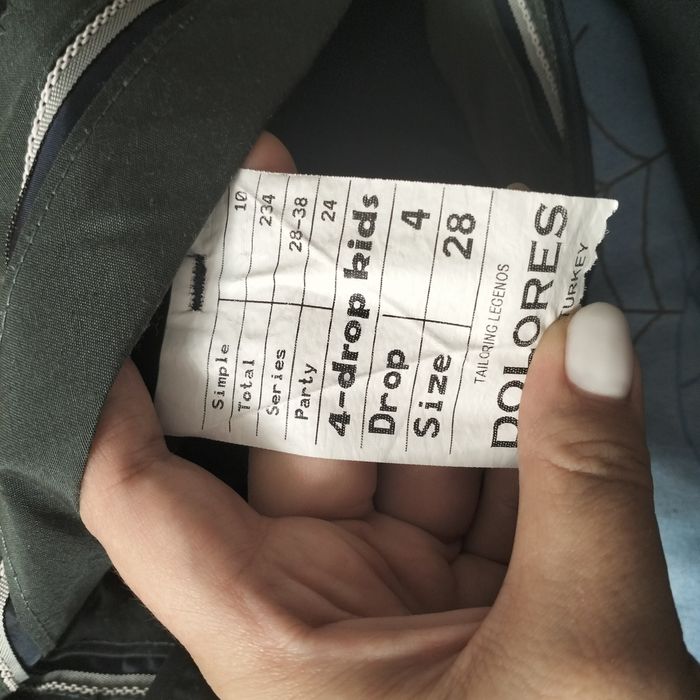 Simple 10
Total 234
Series 28-38
Party 24
4-drop kids
Drop 4
Size 28
TAILORING LEGENDS
DOLORES
TURKEY